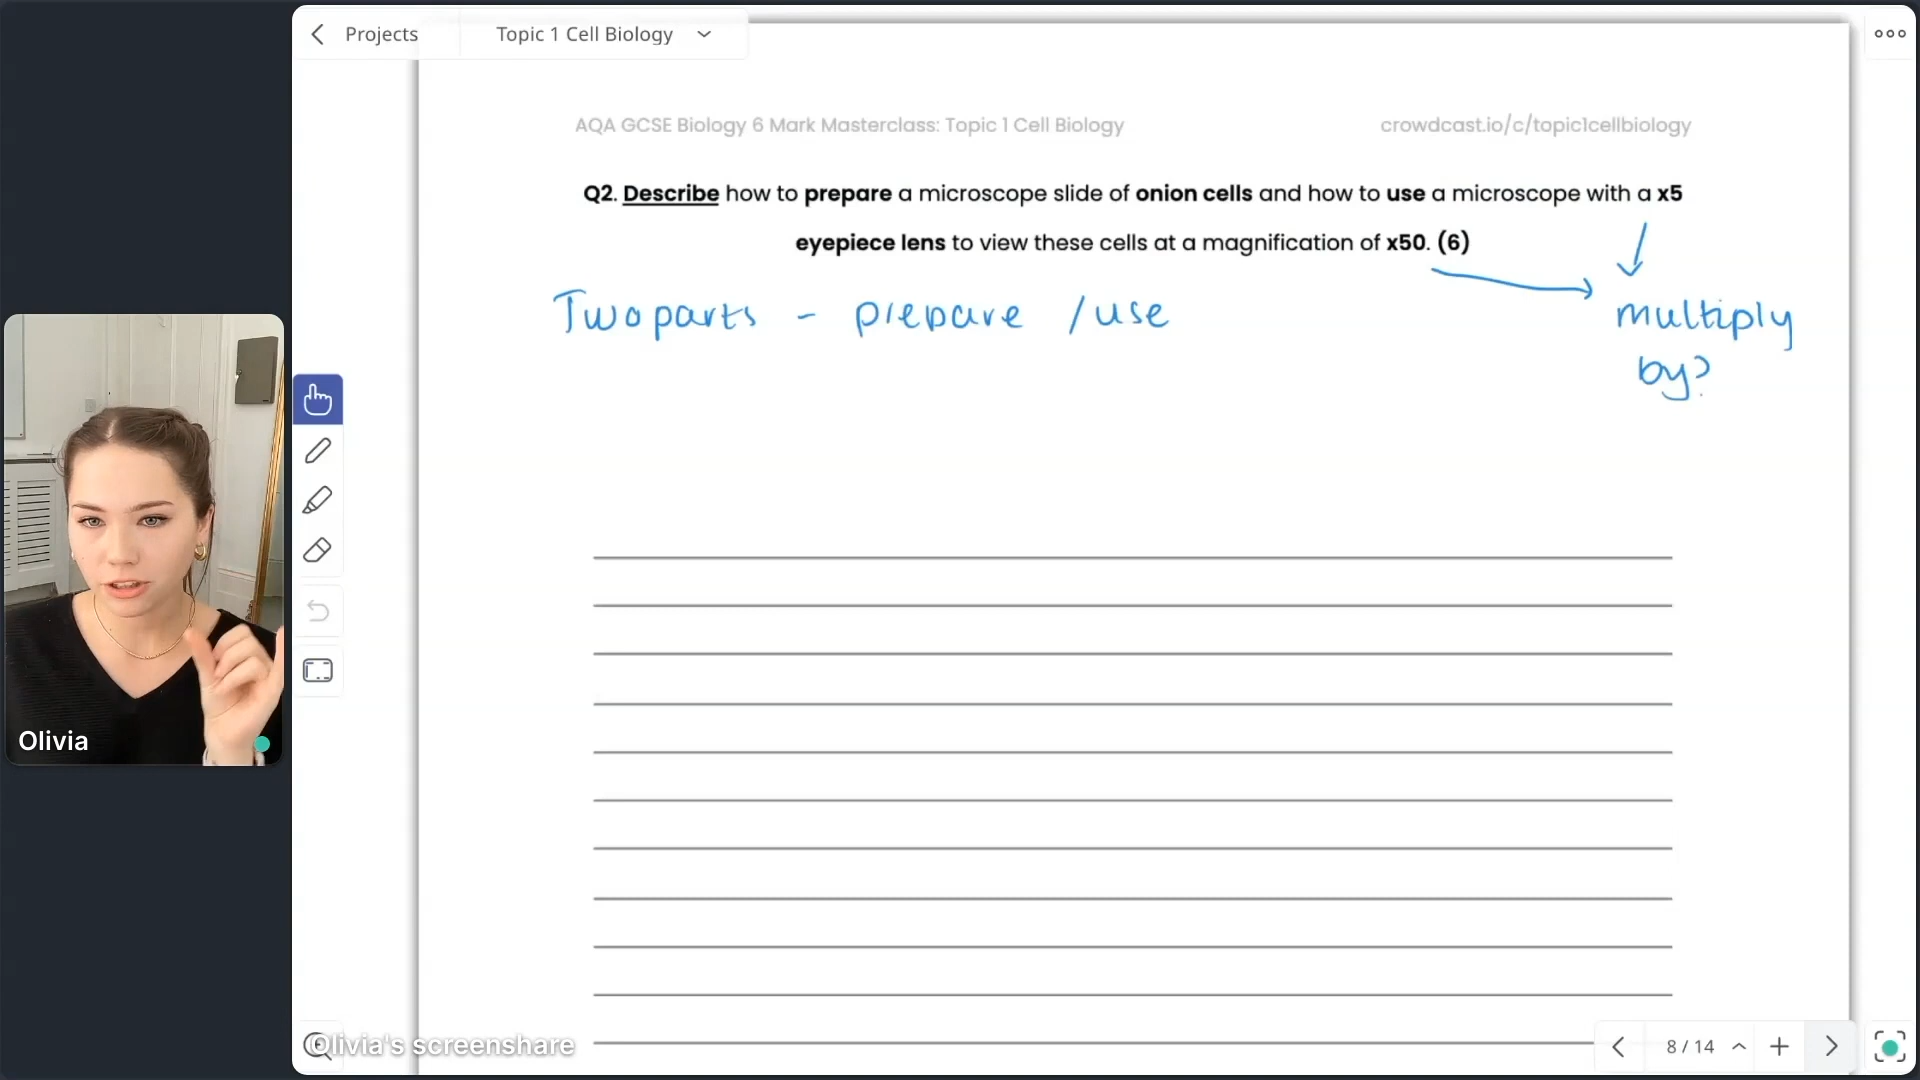 Projects
Topic 1 Cell Biology
AQA GCSE Biology 6 Mark Masterclass: Topic 1 Cell Biology
crowdcast.io/c/topic1cellbiology
Q2. Describe how to prepare a microscope slide of onion cells and how to use a microscope with a x5
eyepiece lens to view these cells at a magnification of x50. (6)
Two parts - prepare / use
multiply
by?
Olivia
Olivia's screenshare
8 / 14